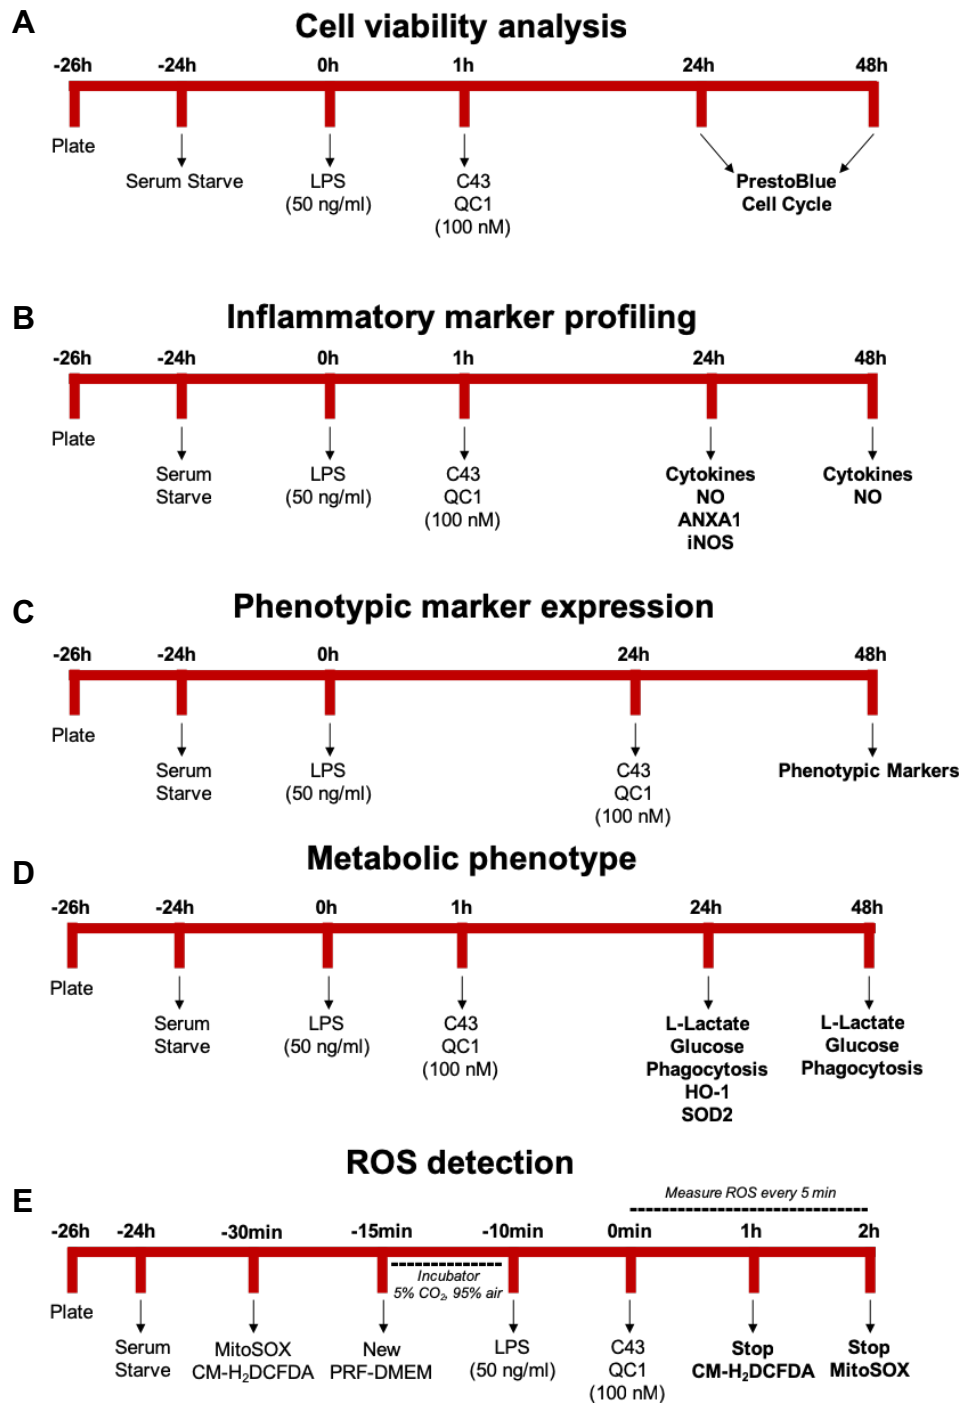 A
Cell viability analysis
-26h -24h 0h 1h 24h 48h
Plate
Serum Starve
LPS
(50 ng/ml)
C43
QC1
(100 nM)
PrestoBlue
Cell Cycle
B
Inflammatory marker profiling
-26h -24h 0h 1h 24h 48h
Plate
Serum
Starve
LPS
(50 ng/ml)
C43
QC1
(100 nM)
Cytokines
NO
ANXA1
iNOS
Cytokines
NO
C
Phenotypic marker expression
-26h -24h 0h 24h 48h
Plate
Serum
Starve
LPS
(50 ng/ml)
C43
QC1
(100 nM)
Phenotypic Markers
D
Metabolic phenotype
-26h -24h 0h 1h 24h 48h
Plate
Serum
Starve
LPS
(50 ng/ml)
C43
QC1
(100 nM)
L-Lactate
Glucose
Phagocytosis
HO-1
SOD2
L-Lactate
Glucose
Phagocytosis
E
ROS detection
Measure ROS every 5 min
-26h -24h -30min -15min -10min 0min 1h 2h
Incubator
5% CO₂, 95% air
Plate
Serum
Starve
MitoSOX
CM-H₂DCFDA
New
PRF-DMEM
LPS
(50 ng/ml)
C43
QC1
(100 nM)
Stop
CM-H₂DCFDA
Stop
MitoSOX